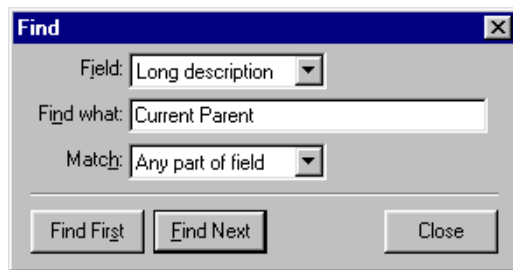 Find
Field: Long description
Find what: Current Parent
Match: Any part of field
Find First Find Next Close